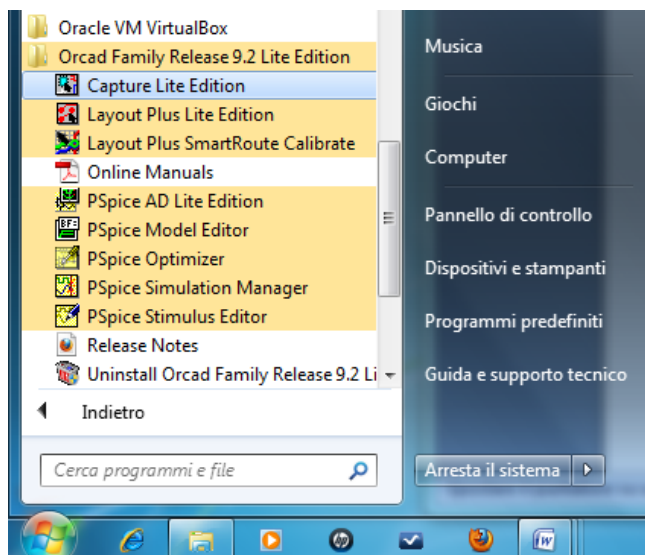 Oracle VM VirtualBox
Orcad Family Release 9.2 Lite Edition
Capture Lite Edition
Layout Plus Lite Edition
Layout Plus SmartRoute Calibrate
Online Manuals
PSpice AD Lite Edition
PSpice Model Editor
PSpice Optimizer
PSpice Simulation Manager
PSpice Stimulus Editor
Release Notes
Uninstall Orcad Family Release 9.2 Li
Indietro
Cerca programmi e file
Musica
Giochi
Computer
Pannello di controllo
Dispositivi e stampanti
Programmi predefiniti
Guida e supporto tecnico
Arresta il sistema